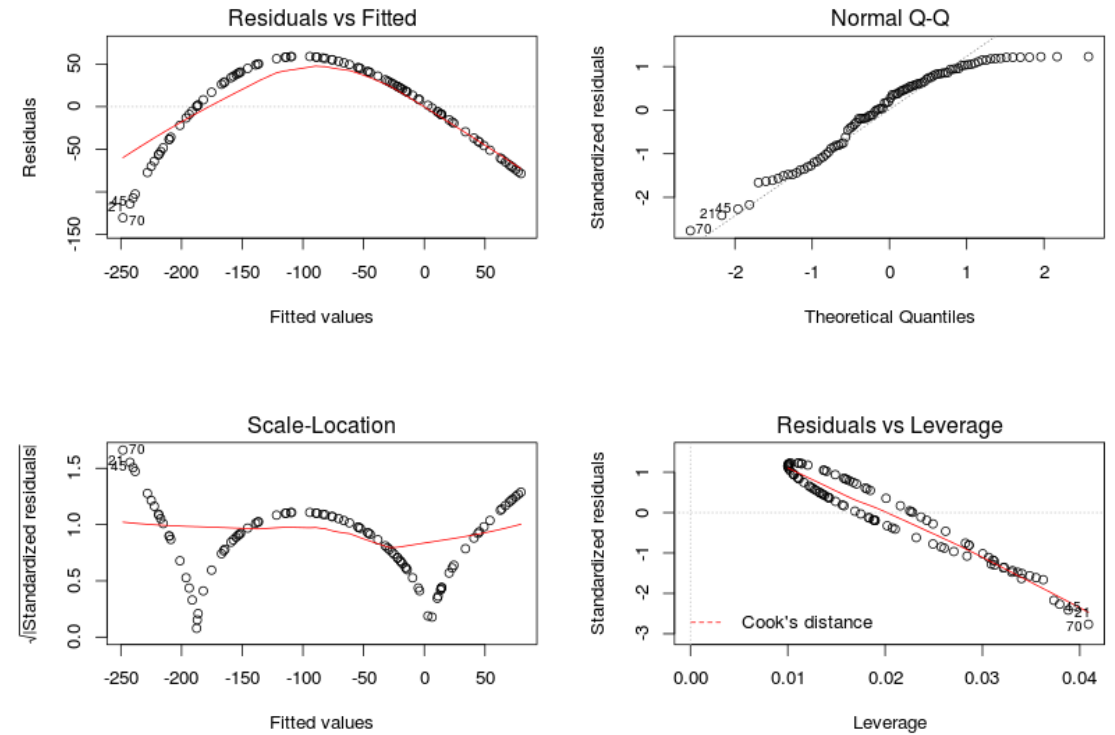 Residuals vs Fitted
Residuals
50
0
-50
-150
45
21
70
-250 -200 -150 -100 -50 0 50
Fitted values
Normal Q-Q
Standardized residuals
1
0
-1
-2
2145
70
-2 -1 0 1 2
Theoretical Quantiles
Scale-Location
√|Standardized residuals|
1.5
1.0
0.5
0.0
70
21
45
-250 -200 -150 -100 -50 0 50
Fitted values
Residuals vs Leverage
Standardized residuals
1
0
-1
-2
-3
45
21
70
Cook's distance
0.00 0.01 0.02 0.03 0.04
Leverage